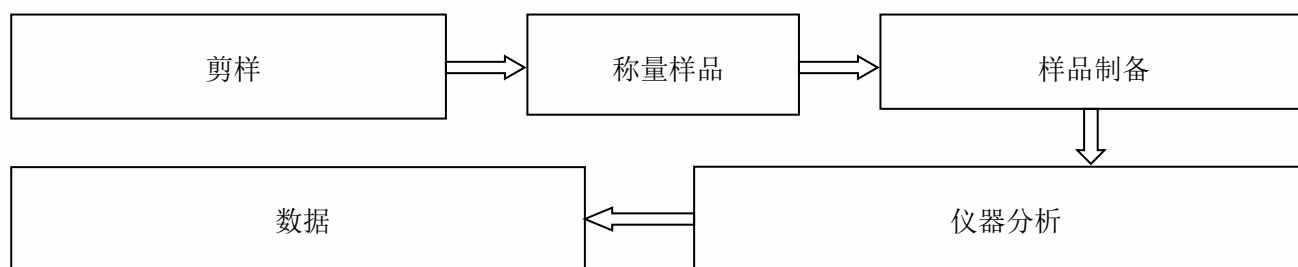 剪样
称量样品
样品制备
仪器分析
数据